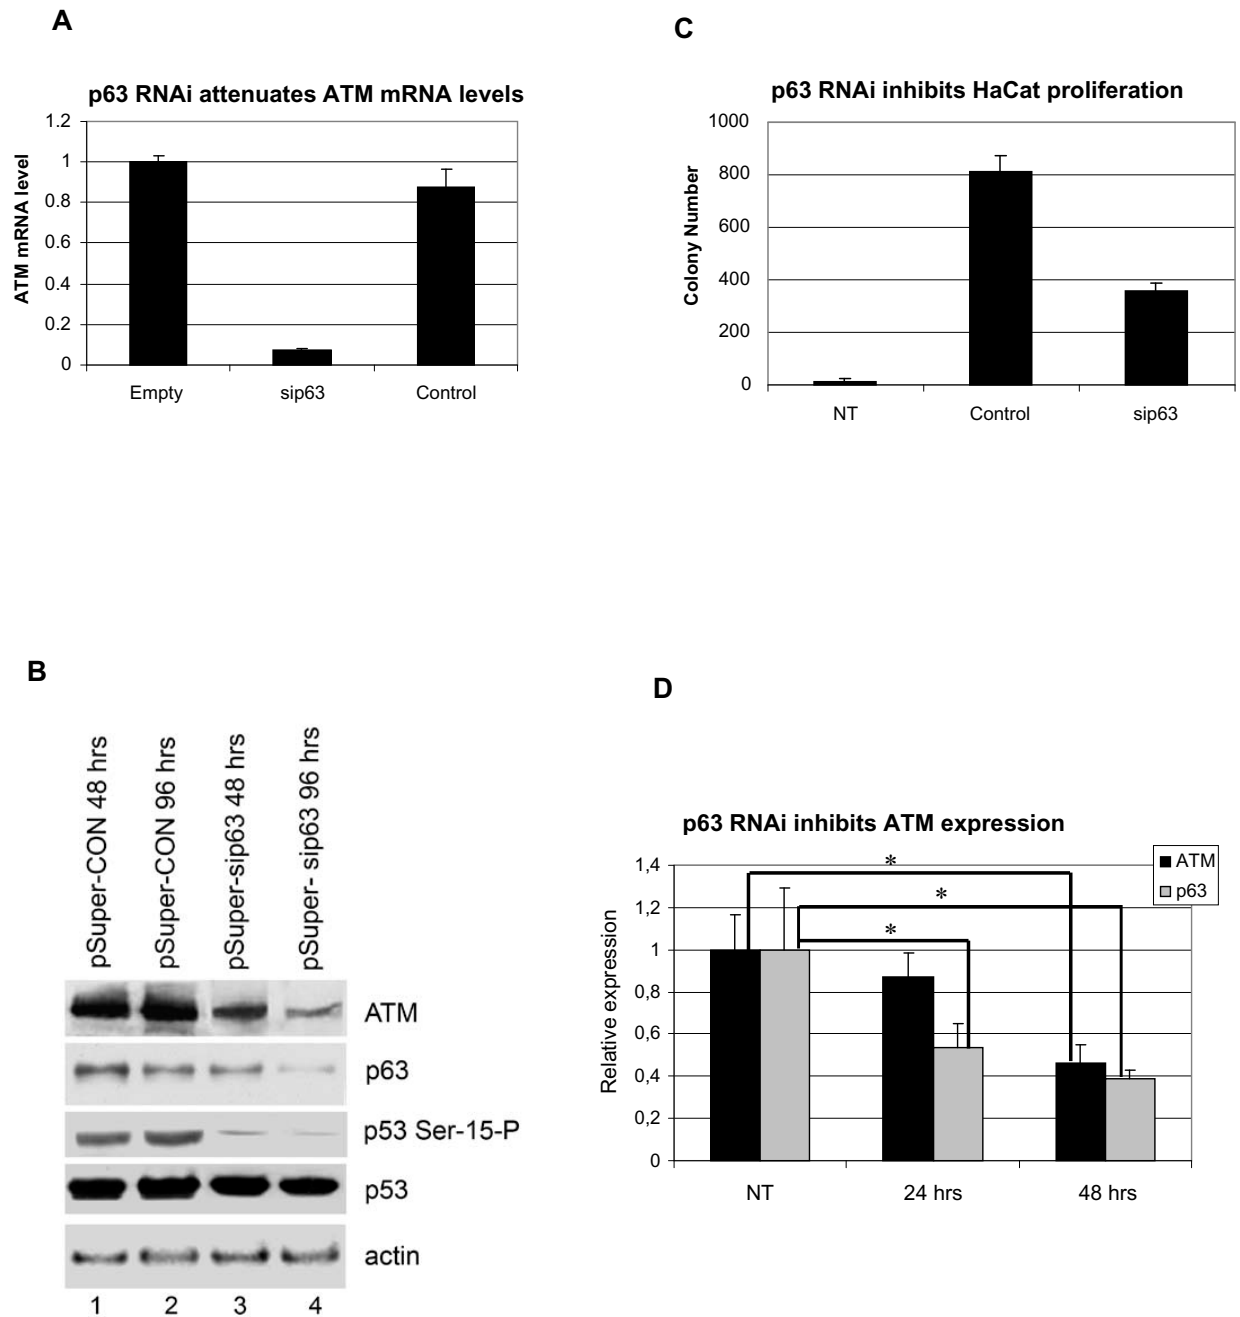 A
p63 RNAi attenuates ATM mRNA levels
ATM mRNA level
1.2
1
0.8
0.6
0.4
0.2
0
Empty sip63 Control
C
p63 RNAi inhibits HaCat proliferation
Colony Number
1000
800
600
400
200
0
NT Control sip63
B
pSuper-CON 48 hrs
pSuper-CON 96 hrs
pSuper-sip63 48 hrs
pSuper- sip63 96 hrs
ATM
p63
p53 Ser-15-P
p53
actin
1 2 3 4
D
p63 RNAi inhibits ATM expression
Relative expression
1,4
1,2
1
0,8
0,6
0,4
0,2
0
*
*
*
ATM
p63
NT 24 hrs 48 hrs